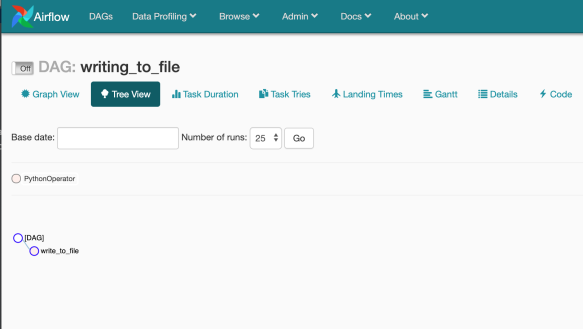 Airflow DAGs Data Profiling Browse Admin Docs About
Off DAG: writing_to_file
Graph View Tree View Task Duration Task Tries Landing Times Gantt Details Code
Base date: Number of runs: 25 Go
PythonOperator
[DAG]
write_to_file